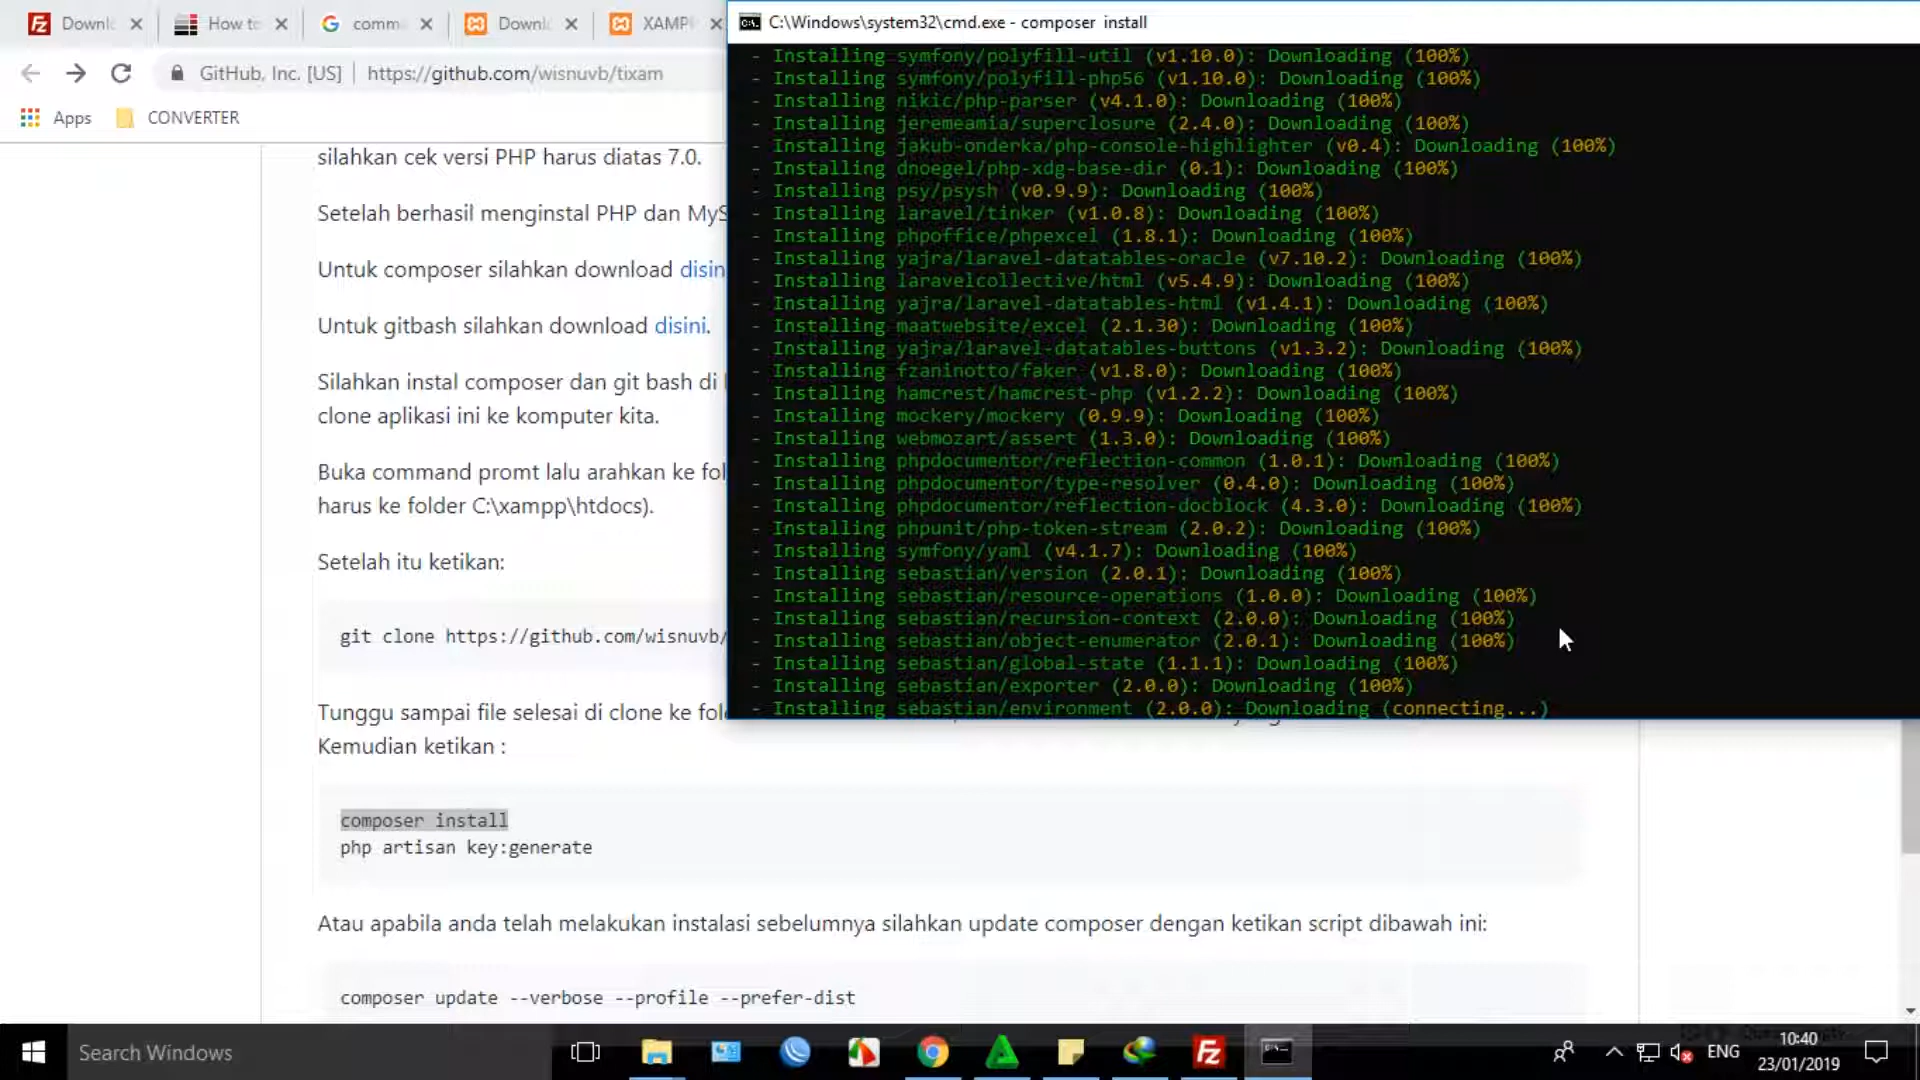 Downl
How to
comm
Downl
XAMPP
C:\Windows\system32\cmd.exe - composer install
GitHub, Inc. [US]
https://github.com/wisnuvb/tixam
Apps
CONVERTER
silahkan cek versi PHP harus diatas 7.0.
Setelah berhasil menginstal PHP dan MyS
Untuk composer silahkan download disin
Untuk gitbash silahkan download disini.
Silahkan instal composer dan git bash di
clone aplikasi ini ke komputer kita.
Buka command promt lalu arahkan ke fol
harus ke folder C:\xampp\htdocs).
Setelah itu ketikan:
git clone https://github.com/wisnuvb/
Tunggu sampai file selesai di clone ke fol
Kemudian ketikan :
composer install
php artisan key:generate
Atau apabila anda telah melakukan instalasi sebelumnya silahkan update composer dengan ketikan script dibawah ini:
composer update --verbose --profile --prefer-dist
- Installing symfony/polyfill-util (v1.10.0): Downloading (100%)
- Installing symfony/polyfill-php56 (v1.10.0): Downloading (100%)
- Installing nikic/php-parser (v4.1.0): Downloading (100%)
- Installing jeremeamia/superclosure (2.4.0): Downloading (100%)
- Installing jakub-onderka/php-console-highlighter (v0.4): Downloading (100%)
- Installing dnoegel/php-xdg-base-dir (0.1): Downloading (100%)
- Installing psy/psysh (v0.9.9): Downloading (100%)
- Installing laravel/tinker (v1.0.8): Downloading (100%)
- Installing phpoffice/phpexcel (1.8.1): Downloading (100%)
- Installing yajra/laravel-datatables-oracle (v7.10.2): Downloading (100%)
- Installing laravelcollective/html (v5.4.9): Downloading (100%)
- Installing yajra/laravel-datatables-html (v1.4.1): Downloading (100%)
- Installing maatwebsite/excel (2.1.30): Downloading (100%)
- Installing yajra/laravel-datatables-buttons (v1.3.2): Downloading (100%)
- Installing fzaninotto/faker (v1.8.0): Downloading (100%)
- Installing hamcrest/hamcrest-php (v1.2.2): Downloading (100%)
- Installing mockery/mockery (0.9.9): Downloading (100%)
- Installing webmozart/assert (1.3.0): Downloading (100%)
- Installing phpdocumentor/reflection-common (1.0.1): Downloading (100%)
- Installing phpdocumentor/type-resolver (0.4.0): Downloading (100%)
- Installing phpdocumentor/reflection-docblock (4.3.0): Downloading (100%)
- Installing phpunit/php-token-stream (2.0.2): Downloading (100%)
- Installing symfony/yaml (v4.1.7): Downloading (100%)
- Installing sebastian/version (2.0.1): Downloading (100%)
- Installing sebastian/resource-operations (1.0.0): Downloading (100%)
- Installing sebastian/recursion-context (2.0.0): Downloading (100%)
- Installing sebastian/object-enumerator (2.0.1): Downloading (100%)
- Installing sebastian/global-state (1.1.1): Downloading (100%)
- Installing sebastian/exporter (2.0.0): Downloading (100%)
- Installing sebastian/environment (2.0.0): Downloading (connecting...)
Search Windows
ENG
10:40
23/01/2019